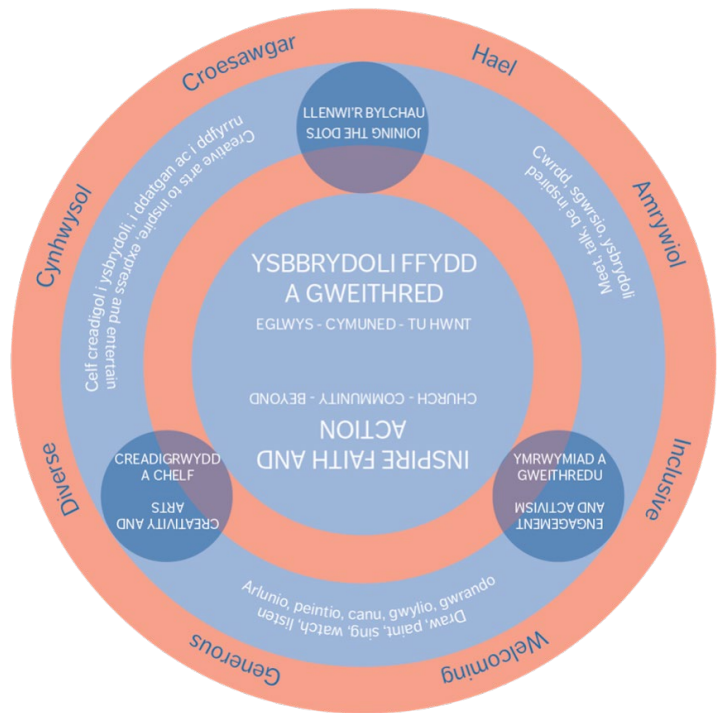 Croesawgar
Hael
Cynhwysol
Amrywiol
Diverse
Inclusive
Generous
Welcoming
LLENWI'R BYLCHAU
JOINING THE DOTS
Celf creadigol i ysbrydoli, i ddatgan ac i ddfyrru
Creative arts to inspire, express and entertain
Cwrdd, sgwrsio, ysbrydoli
Meet, talk, be inspired
YSBBRYDOLI FFYDD
A GWEITHRED
EGLWYS - CYMUNED - TU HWNT
INSPIRE FAITH AND
ACTION
CHURCH - COMMUNITY - BEYOND
CREADIGRWYDD
A CHELF
CREATIVITY AND
ARTS
YMRWYMIAD A
GWEITHREDU
ENGAGEMENT
AND ACTIVISM
Arlunio, peintio, canu, gwylio, gwrando
Draw, paint, sing, watch, listen